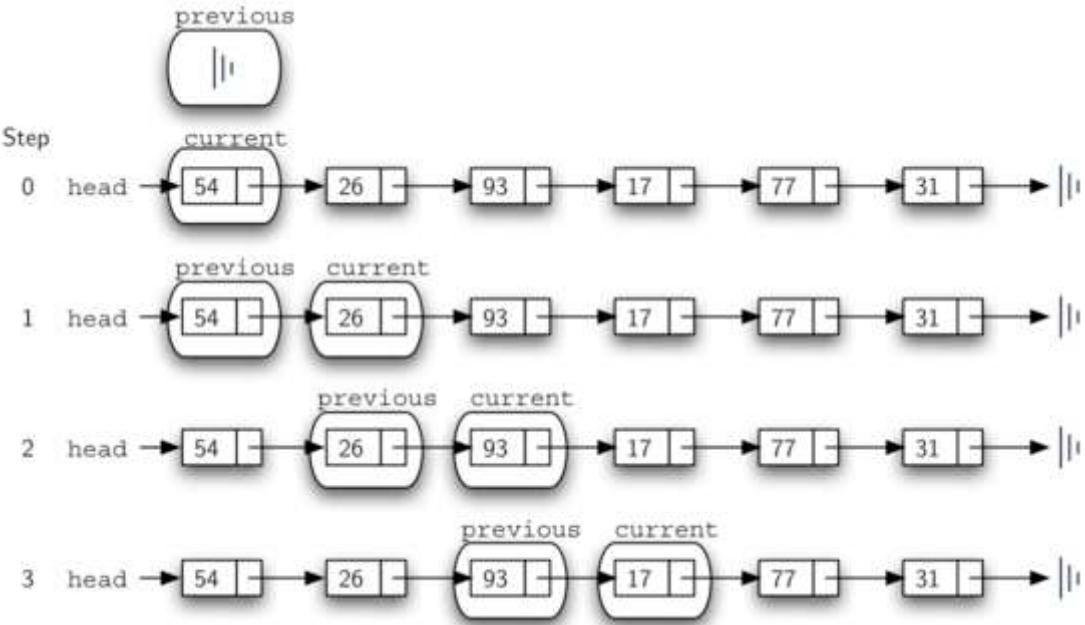 previous
Step current
0 head 54 26 93 17 77 31
previous current
1 head 54 26 93 17 77 31
previous current
2 head 54 26 93 17 77 31
previous current
3 head 54 26 93 17 77 31